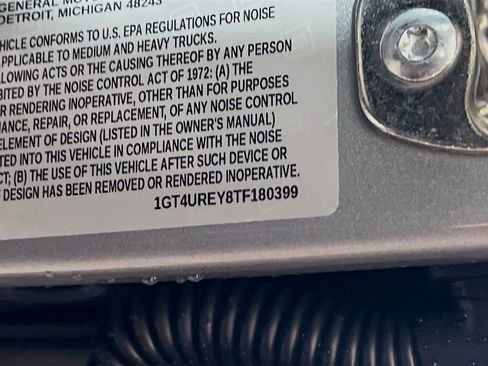 GENERAL MOTORS
DETROIT, MICHIGAN 48243
HICLE CONFORMS TO U.S. EPA REGULATIONS FOR NOISE
PPLICABLE TO MEDIUM AND HEAVY TRUCKS.
LLOWING ACTS OR THE CAUSING THEREOF BY ANY PERSON
BITED BY THE NOISE CONTROL ACT OF 1972: (A) THE
R RENDERING INOPERATIVE, OTHER THAN FOR PURPOSES
ANCE, REPAIR, OR REPLACEMENT, OF ANY NOISE CONTROL
ELEMENT OF DESIGN (LISTED IN THE OWNER'S MANUAL)
TED INTO THIS VEHICLE IN COMPLIANCE WITH THE NOISE
CT; (B) THE USE OF THIS VEHICLE AFTER SUCH DEVICE OR
DESIGN HAS BEEN REMOVED OR RENDERED INOPERATIVE.
1GT4UREY8TF180399